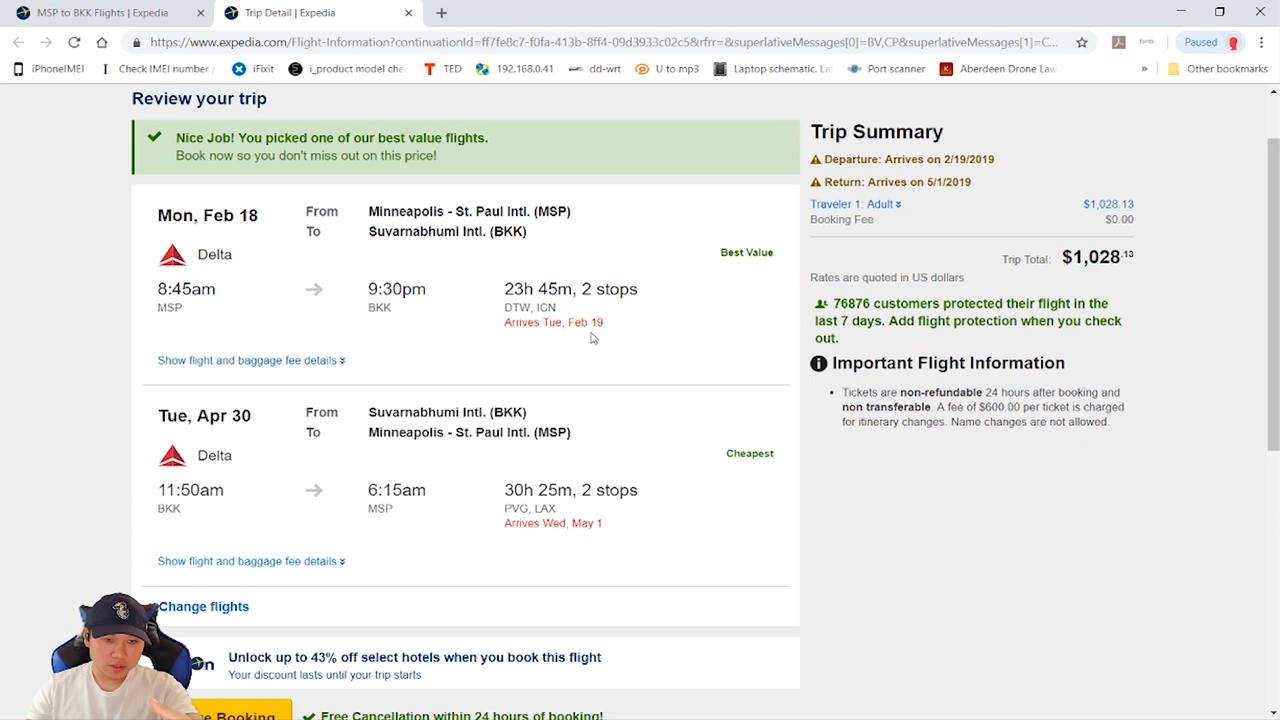 MSP to BKK Flights | Expedia
Trip Detail | Expedia
https://www.expedia.com/Flight-Information?continuationId=ff7fe8c7-f0fa-413b-8ff4-09d3933c02c5&rfrr=&superlativeMessages[0]=BV,CP&superlativeMessages[1]=C...
Paused
iPhoneIMEI
Check IMEI number /
iFixit
i_product model che
TED
192.168.0.41
dd-wrt
U to mp3
Laptop schematic. La
Port scanner
Aberdeen Drone Law
»
Other bookmarks
Review your trip
Nice Job! You picked one of our best value flights.
Book now so you don't miss out on this price!
Mon, Feb 18
From Minneapolis - St. Paul Intl. (MSP)
To Suvarnabhumi Intl. (BKK)
Delta
Best Value
8:45am 9:30pm 23h 45m, 2 stops
MSP BKK DTW, ICN
Arrives Tue, Feb 19
Show flight and baggage fee details
Tue, Apr 30
From Suvarnabhumi Intl. (BKK)
To Minneapolis - St. Paul Intl. (MSP)
Delta
Cheapest
11:50am 6:15am 30h 25m, 2 stops
BKK MSP PVG, LAX
Arrives Wed, May 1
Show flight and baggage fee details
Change flights
Unlock up to 43% off select hotels when you book this flight
Your discount lasts until your trip starts
Booking
Free Cancellation within 24 hours of booking!
Trip Summary
Departure: Arrives on 2/19/2019
Return: Arrives on 5/1/2019
Traveler 1: Adult $1,028.13
Booking Fee $0.00
Trip Total: $1,028.13
Rates are quoted in US dollars
76876 customers protected their flight in the
last 7 days. Add flight protection when you check
out.
Important Flight Information
• Tickets are non-refundable 24 hours after booking and
non transferable. A fee of $600.00 per ticket is charged
for itinerary changes. Name changes are not allowed.